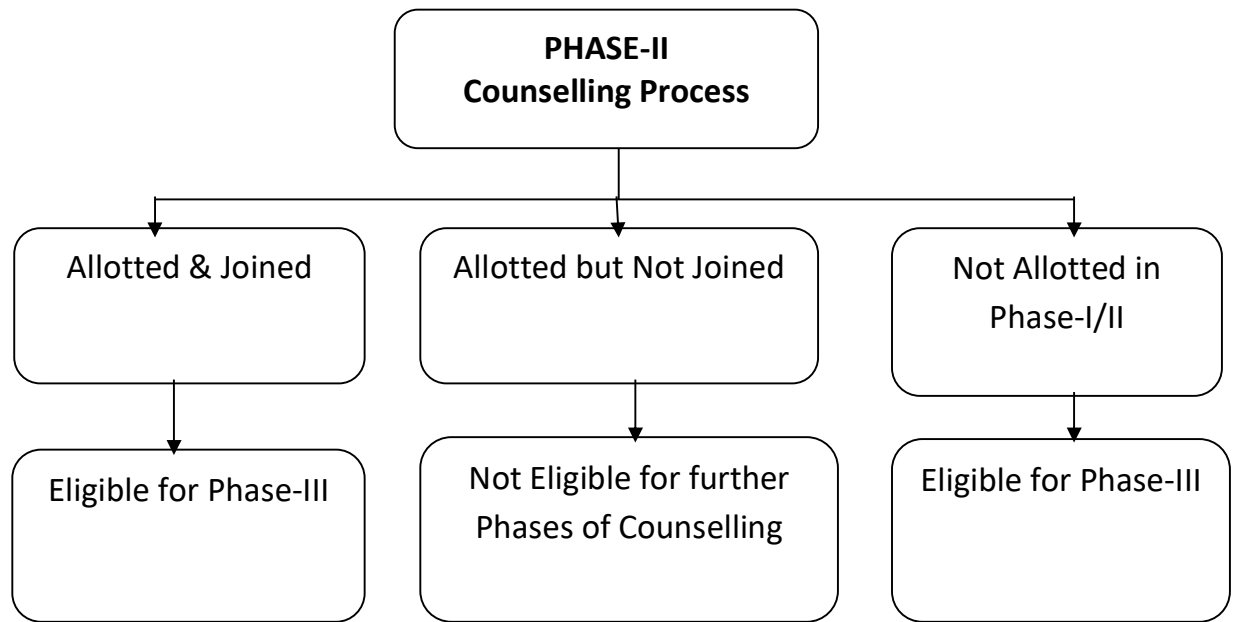 PHASE-II
Counselling Process
Allotted & Joined
Allotted but Not Joined
Not Allotted in
Phase-I/II
Eligible for Phase-III
Not Eligible for further
Phases of Counselling
Eligible for Phase-III